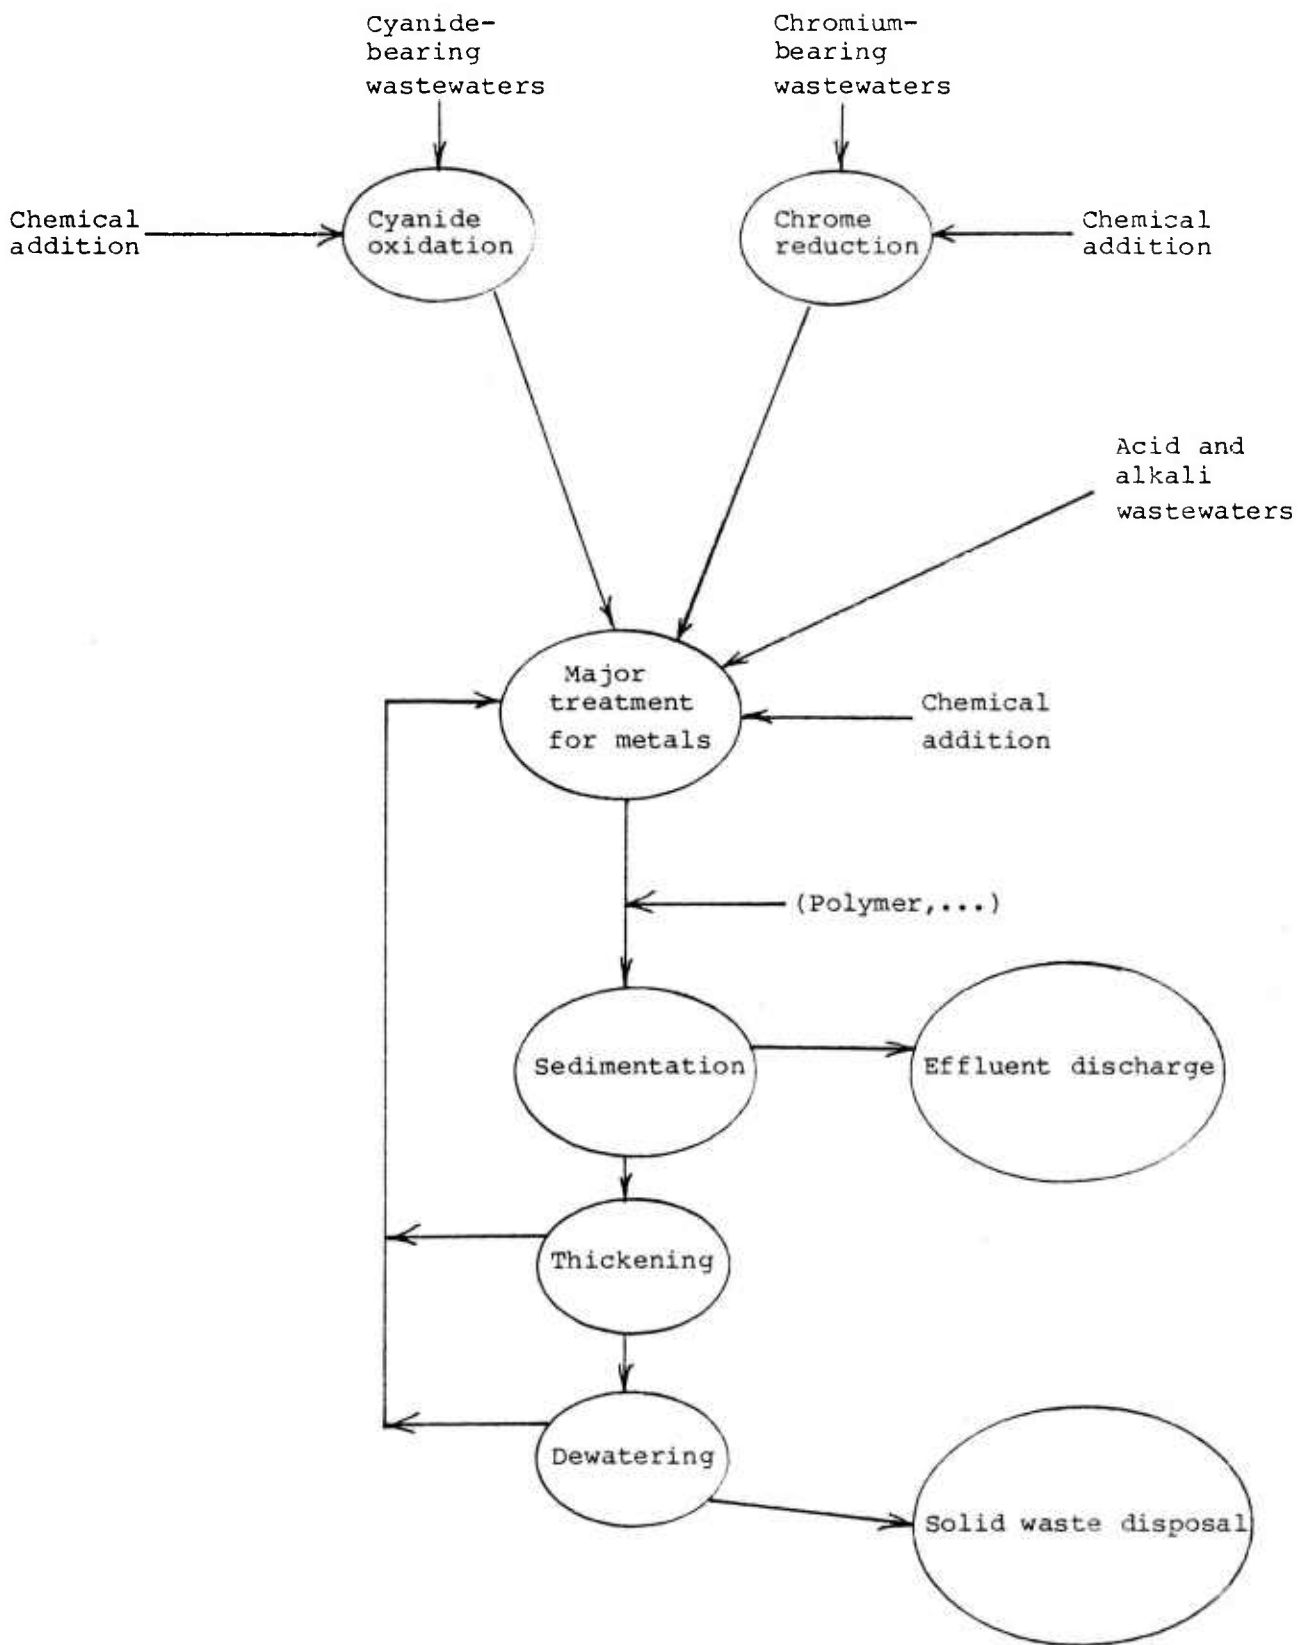 Cyanide-
bearing
wastewaters
Chromium-
bearing
wastewaters
Chemical
addition
Cyanide
oxidation
Chrome
reduction
Chemical
addition
Acid and
alkali
wastewaters
Major
treatment
for metals
Chemical
addition
(Polymer,...)
Sedimentation
Effluent discharge
Thickening
Dewatering
Solid waste disposal